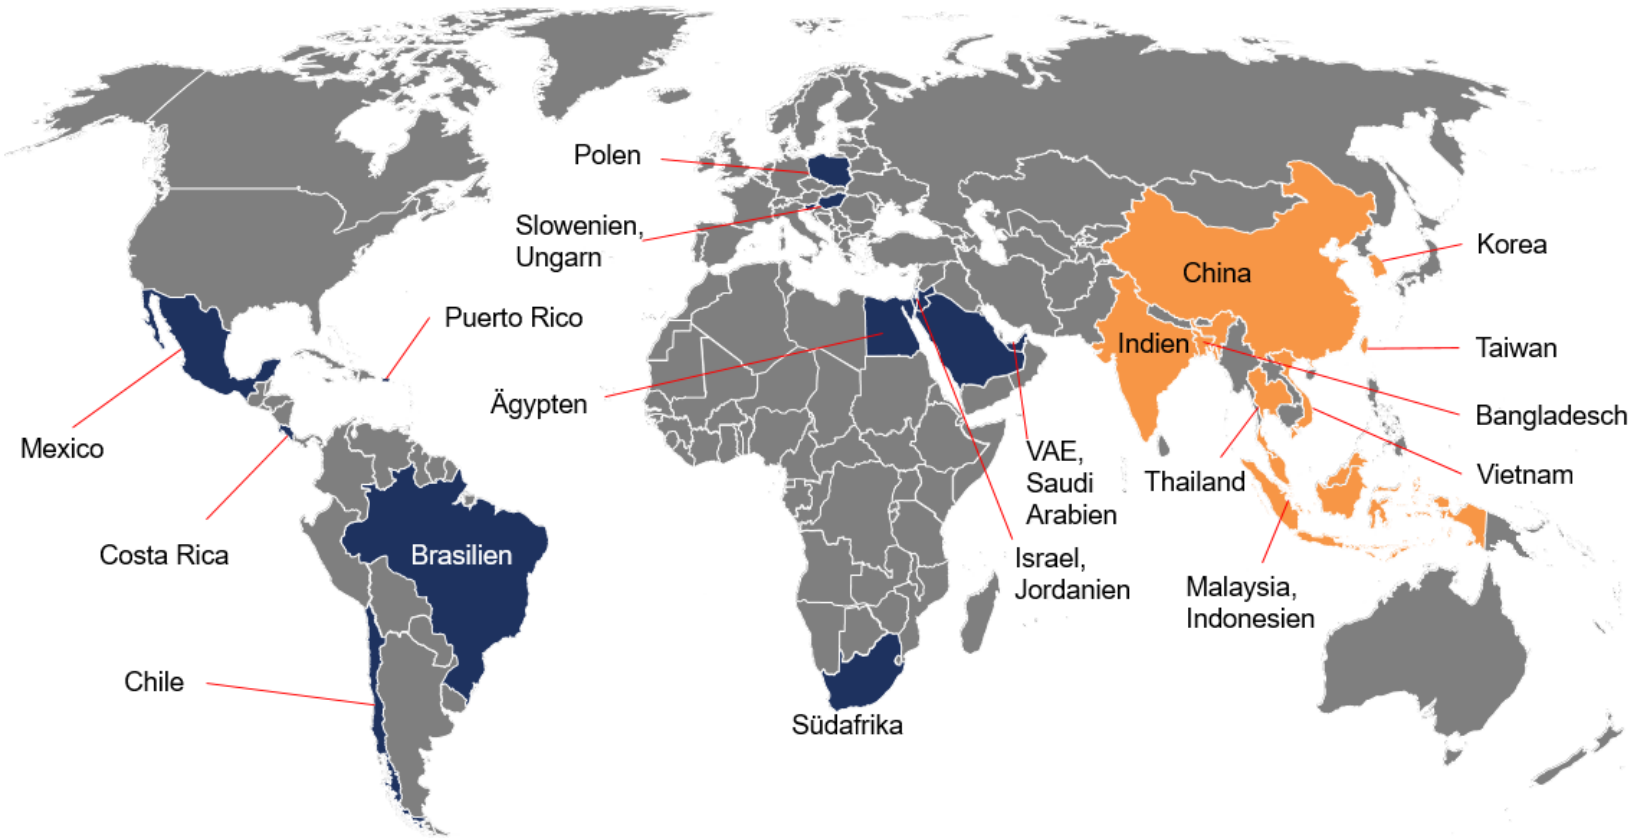 Polen
Slowenien,
Ungarn
Korea
China
Puerto Rico
Indien
Taiwan
Ägypten
Bangladesch
Mexico
VAE,
Saudi
Arabien
Thailand
Vietnam
Costa Rica
Brasilien
Israel,
Jordanien
Malaysia,
Indonesien
Chile
Südafrika